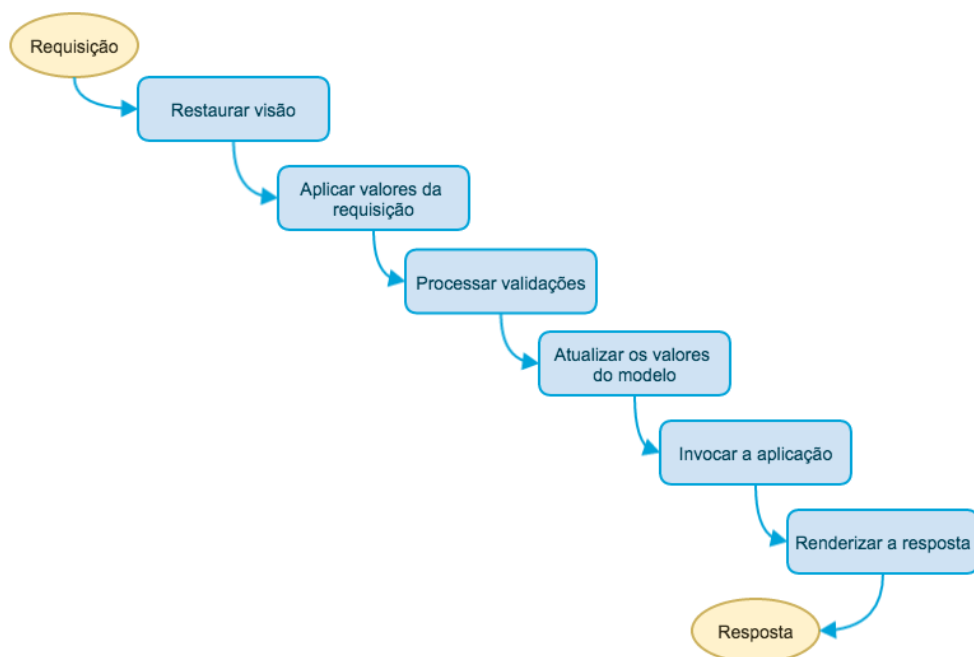 Requisição
Restaurar visão
Aplicar valores da
requisição
Processar validações
Atualizar os valores
do modelo
Invocar a aplicação
Renderizar a resposta
Resposta